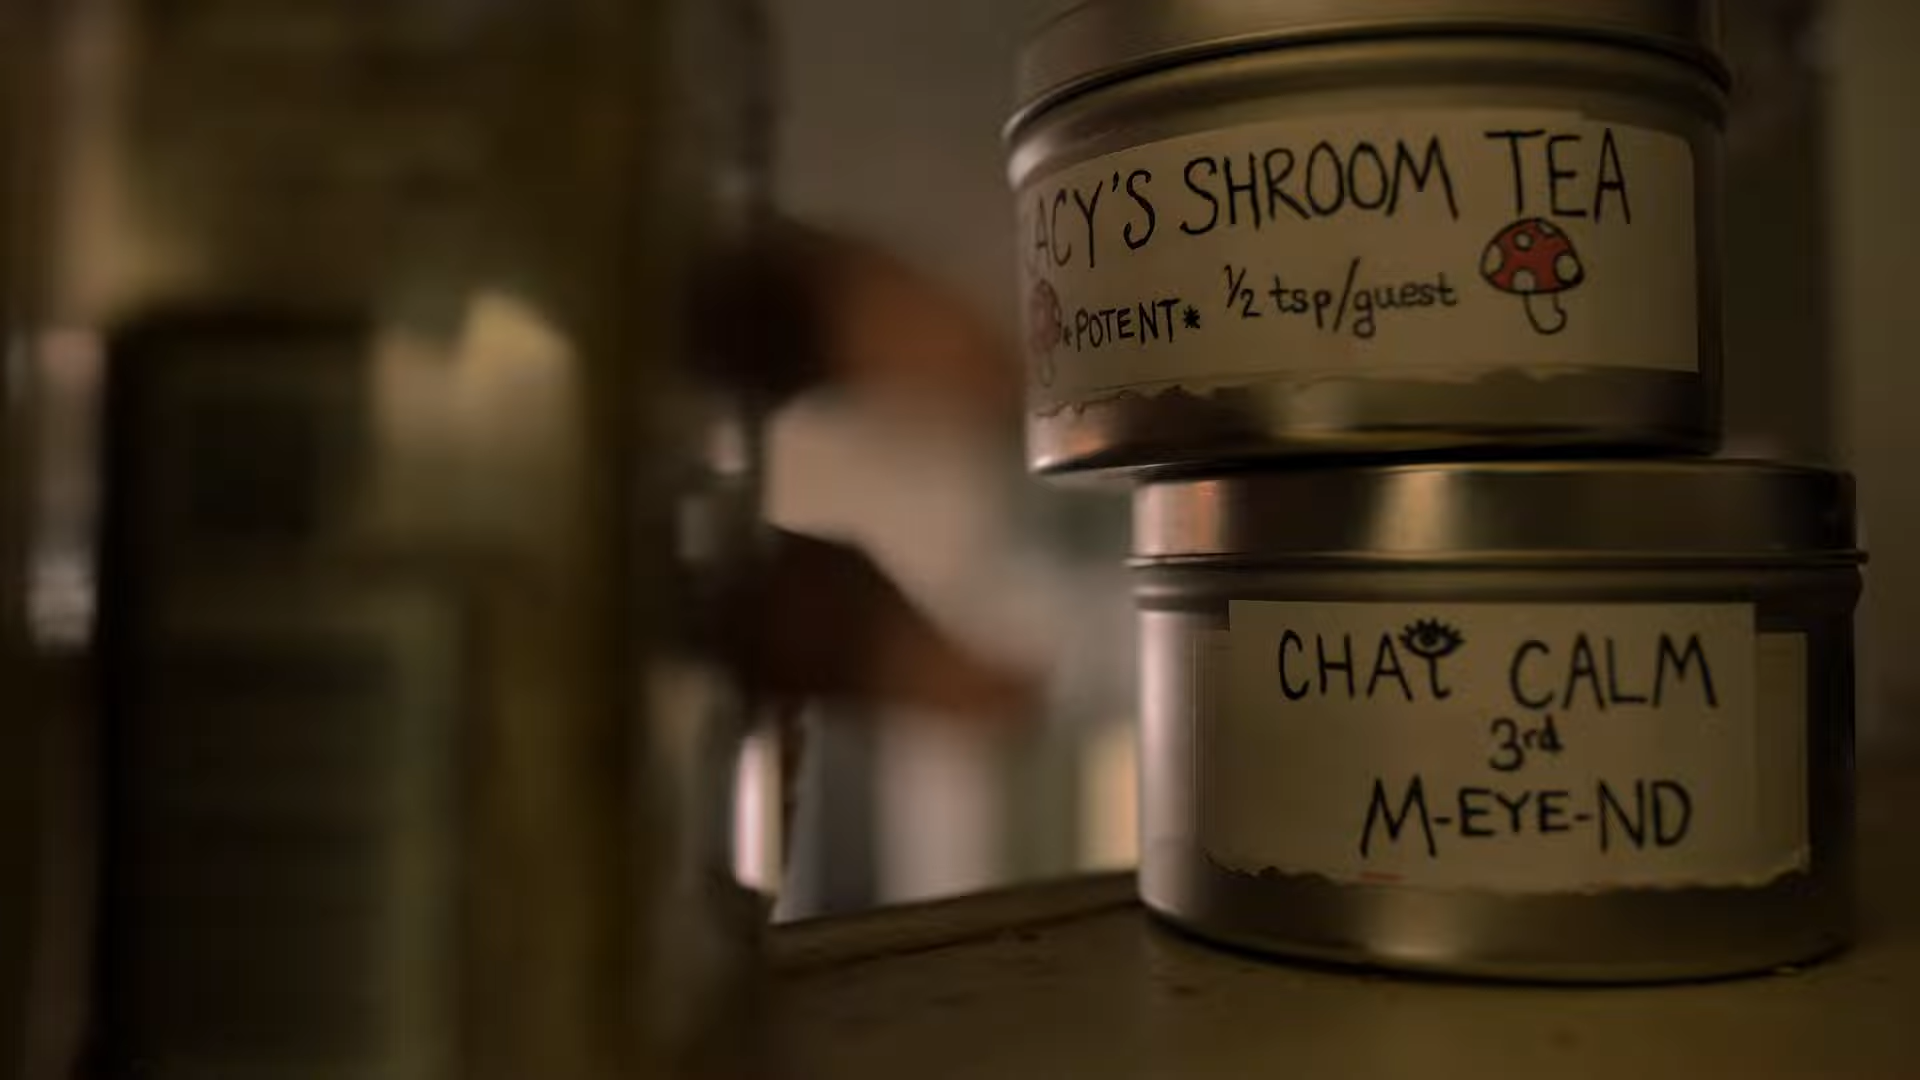 ACY'S SHROOM TEA
*POTENT* ½ tsp/guest
CHAI CALM
3rd
M-EYE-ND